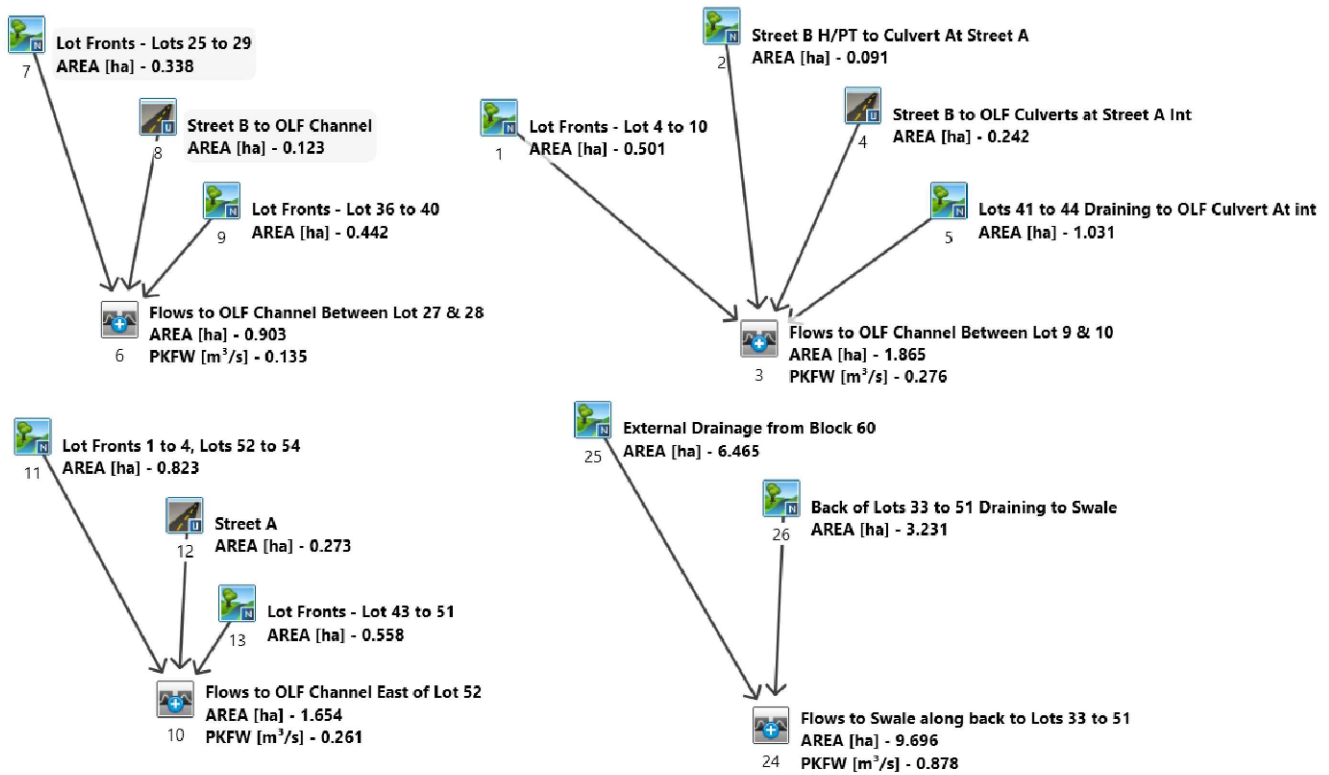 Lot Fronts - Lots 25 to 29
AREA [ha] - 0.338
N
7
Street B to OLF Channel
AREA [ha] - 0.123
U
8
Lot Fronts - Lot 36 to 40
AREA [ha] - 0.442
N
9
Flows to OLF Channel Between Lot 27 & 28
AREA [ha] - 0.903
PKFW [m³/s] - 0.135
6
Street B H/PT to Culvert At Street A
AREA [ha] - 0.091
N
2
Lot Fronts - Lot 4 to 10
AREA [ha] - 0.501
N
1
Street B to OLF Culverts at Street A Int
AREA [ha] - 0.242
U
4
Lots 41 to 44 Draining to OLF Culvert At int
AREA [ha] - 1.031
N
5
Flows to OLF Channel Between Lot 9 & 10
AREA [ha] - 1.865
PKFW [m³/s] - 0.276
3
Lot Fronts 1 to 4, Lots 52 to 54
AREA [ha] - 0.823
N
11
Street A
AREA [ha] - 0.273
U
12
Lot Fronts - Lot 43 to 51
AREA [ha] - 0.558
N
13
Flows to OLF Channel East of Lot 52
AREA [ha] - 1.654
PKFW [m³/s] - 0.261
10
External Drainage from Block 60
AREA [ha] - 6.465
N
25
Back of Lots 33 to 51 Draining to Swale
AREA [ha] - 3.231
N
26
Flows to Swale along back to Lots 33 to 51
AREA [ha] - 9.696
PKFW [m³/s] - 0.878
24